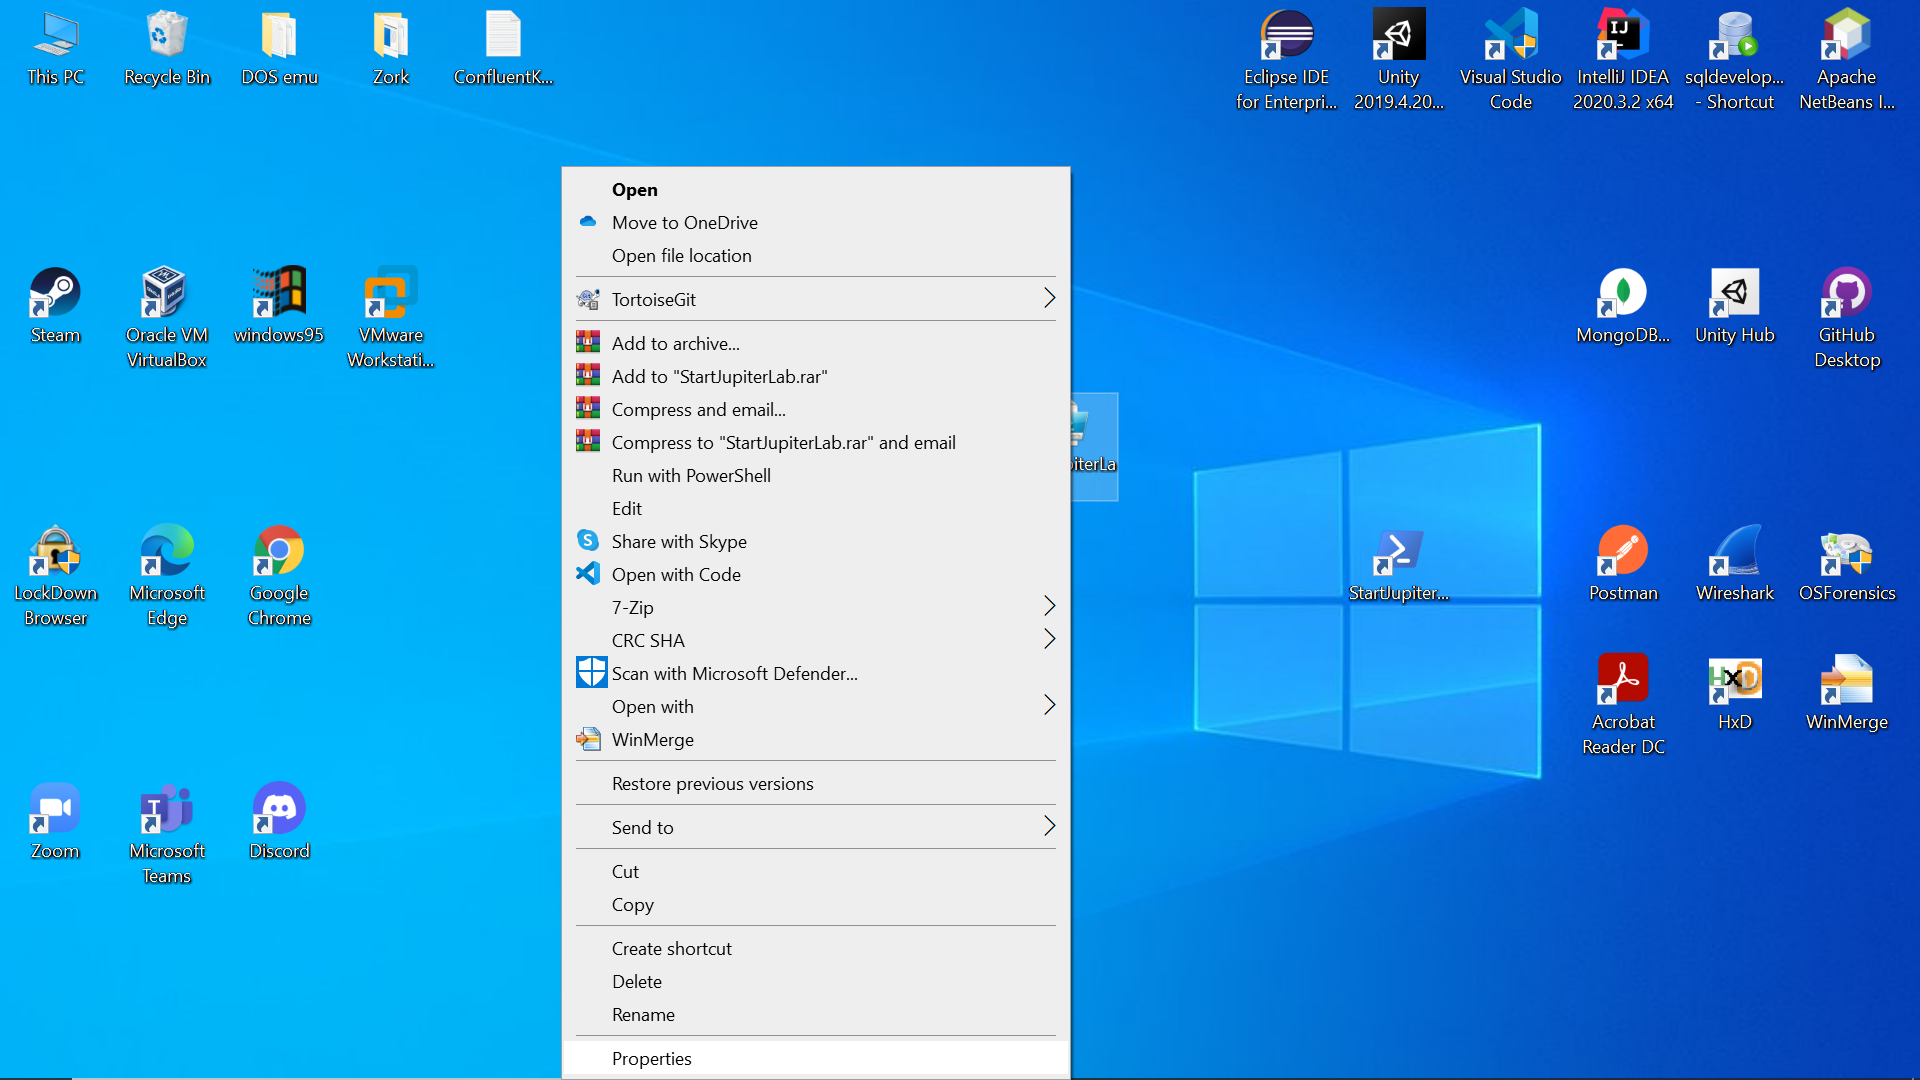 This PC
Recycle Bin
DOS emu
Zork
ConfluentK...
Eclipse IDE
for Enterpri...
Unity
2019.4.20...
Visual Studio
Code
IntelliJ IDEA
2020.3.2 x64
sqldevelop...
- Shortcut
Apache
NetBeans I...
Steam
Oracle VM
VirtualBox
windows95
VMware
Workstati...
MongoDB...
Unity Hub
GitHub
Desktop
LockDown
Browser
Microsoft
Edge
Google
Chrome
StartJupiter...
Postman
Wireshark
OSForensics
Acrobat
Reader DC
HxD
WinMerge
Zoom
Microsoft
Teams
Discord
piterLa
Open
Move to OneDrive
Open file location
TortoiseGit
Add to archive...
Add to "StartJupiterLab.rar"
Compress and email...
Compress to "StartJupiterLab.rar" and email
Run with PowerShell
Edit
Share with Skype
Open with Code
7-Zip
CRC SHA
Scan with Microsoft Defender...
Open with
WinMerge
Restore previous versions
Send to
Cut
Copy
Create shortcut
Delete
Rename
Properties